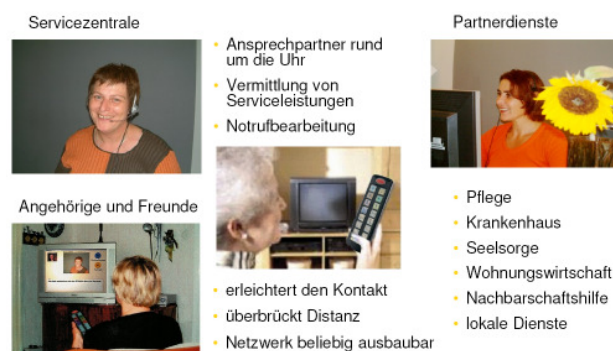 Servicezentrale
• Ansprechpartner rund
um die Uhr
• Vermittlung von
Serviceleistungen
• Notrufbearbeitung
Partnerdienste
• Pflege
• Krankenhaus
• Seelsorge
• Wohnungswirtschaft
• Nachbarschaftshilfe
• lokale Dienste
Angehörige und Freunde
• erleichtert den Kontakt
• überbrückt Distanz
• Netzwerk beliebig ausbaubar